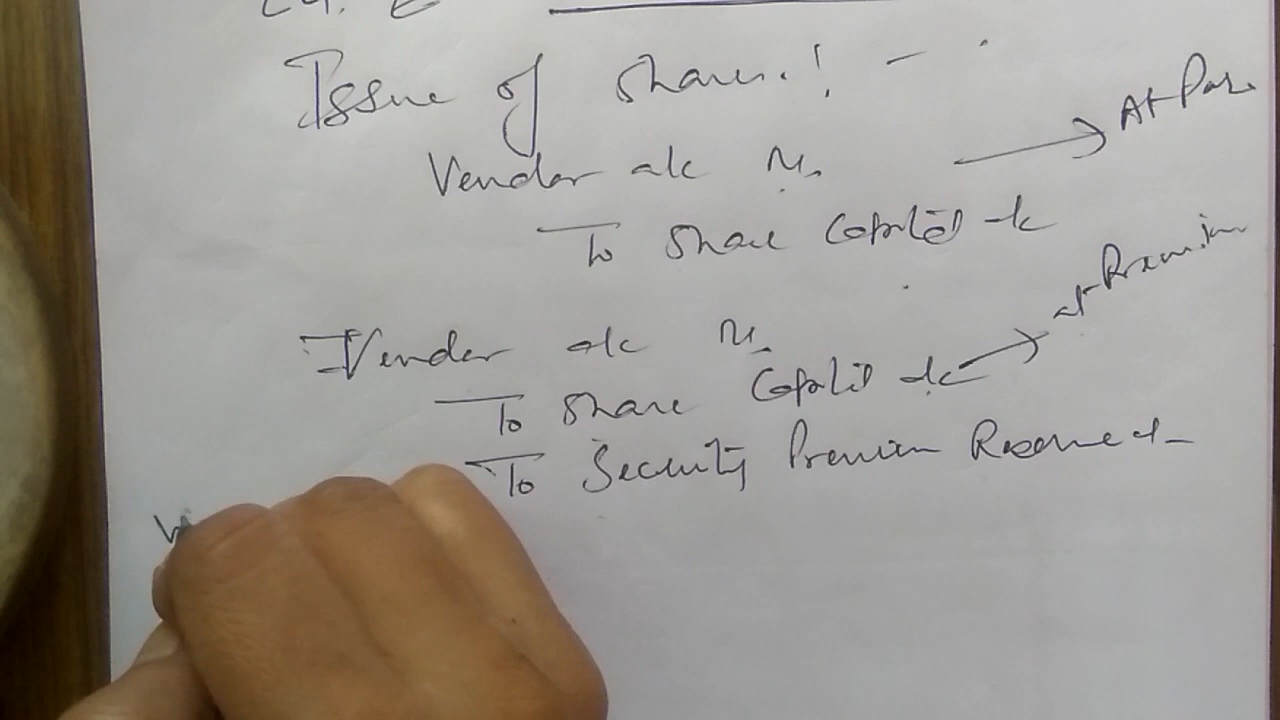 Issue of Shares! -
Vendor a/c Dr. → At Par.
To Share Capital a/c
Vendor a/c Dr.
To Share Capital a/c → at Premium
To Security Premium Reserve a/c